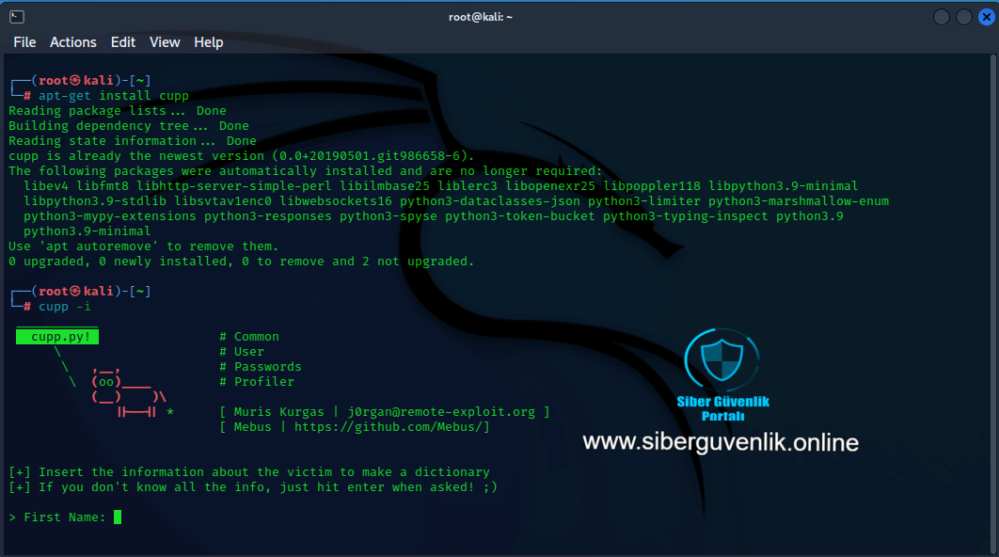 root@kali: ~
File Actions Edit View Help
┌──(root㉿kali)-[~]
└─# apt-get install cupp
Reading package lists... Done
Building dependency tree... Done
Reading state information... Done
cupp is already the newest version (0.0+20190501.git986658-6).
The following packages were automatically installed and are no longer required:
libev4 libfmt8 libhttp-server-simple-perl libilmbase25 liblerc3 libopenexr25 libpoppler118 libpython3.9-minimal
libpython3.9-stdlib libsvtav1enc0 libwebsockets16 python3-dataclasses-json python3-limiter python3-marshmallow-enum
python3-mypy-extensions python3-responses python3-spyse python3-token-bucket python3-typing-inspect python3.9
python3.9-minimal
Use 'apt autoremove' to remove them.
0 upgraded, 0 newly installed, 0 to remove and 2 not upgraded.
┌──(root㉿kali)-[~]
└─# cupp -i
cupp.py! # Common
\ # User
\ ,__, # Passwords
\ (oo)____ # Profiler
(__) )\
||--|| * [ Muris Kurgas | j0rgan@remote-exploit.org ]
[ Mebus | https://github.com/Mebus/]
Siber Güvenlik
Portalı
www.siberguvenlik.online
[+] Insert the information about the victim to make a dictionary
[+] If you don't know all the info, just hit enter when asked! ;)
> First Name: